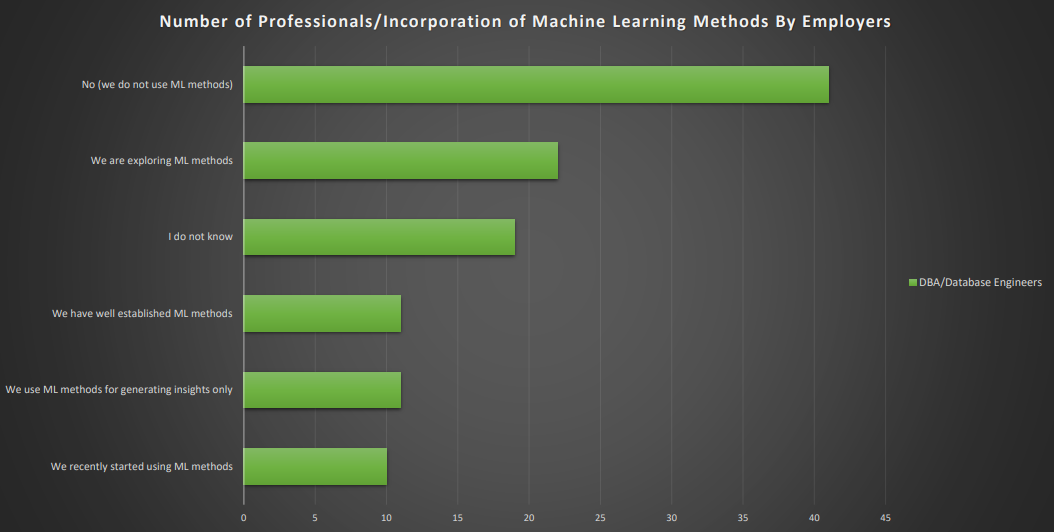 Number of Professionals/Incorporation of Machine Learning Methods By Employers
No (we do not use ML methods)
We are exploring ML methods
I do not know
We have well established ML methods
We use ML methods for generating insights only
We recently started using ML methods
DBA/Database Engineers
0 5 10 15 20 25 30 35 40 45